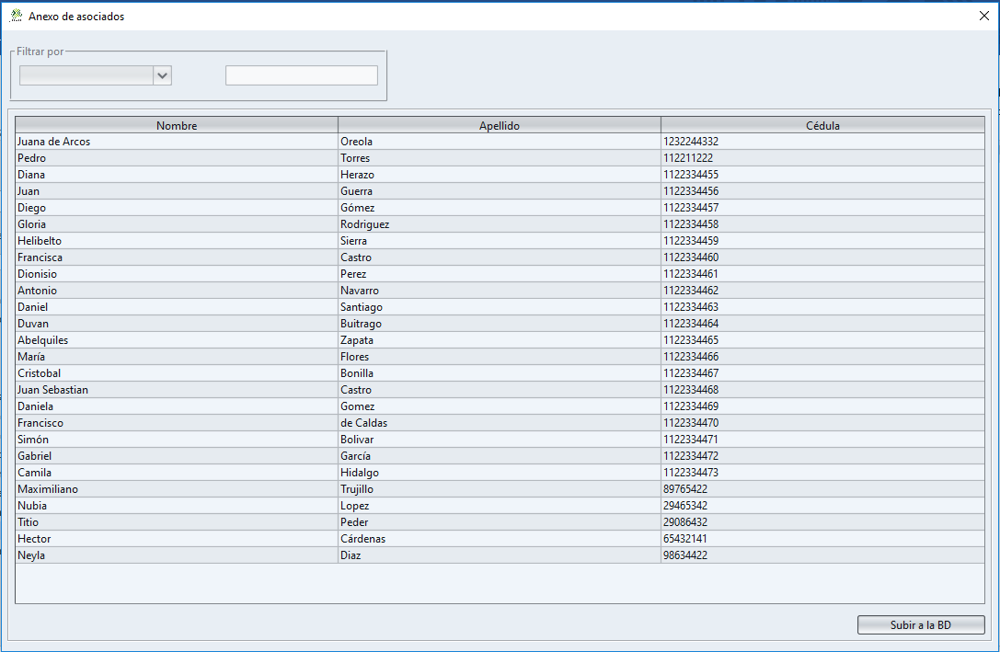 Anexo de asociados
Filtrar por
Nombre Apellido Cédula
Juana de Arcos Oreola 1232244332
Pedro Torres 112211222
Diana Herazo 1122334455
Juan Guerra 1122334456
Diego Gómez 1122334457
Gloria Rodriguez 1122334458
Helibelto Sierra 1122334459
Francisca Castro 1122334460
Dionisio Perez 1122334461
Antonio Navarro 1122334462
Daniel Santiago 1122334463
Duvan Buitrago 1122334464
Abelquiles Zapata 1122334465
María Flores 1122334466
Cristobal Bonilla 1122334467
Juan Sebastian Castro 1122334468
Daniela Gomez 1122334469
Francisco de Caldas 1122334470
Simón Bolivar 1122334471
Gabriel García 1122334472
Camila Hidalgo 1122334473
Maximiliano Trujillo 89765422
Nubia Lopez 29465342
Titio Peder 29086432
Hector Cárdenas 65432141
Neyla Diaz 98634422
Subir a la BD